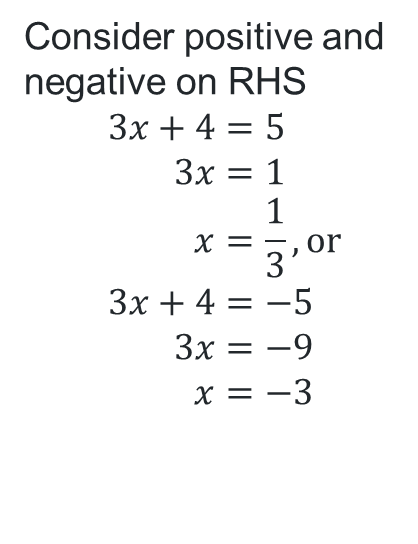 Consider positive and
negative on RHS
3x + 4 = 5
3x = 1
x = 1/3, or
3x + 4 = −5
3x = −9
x = −3